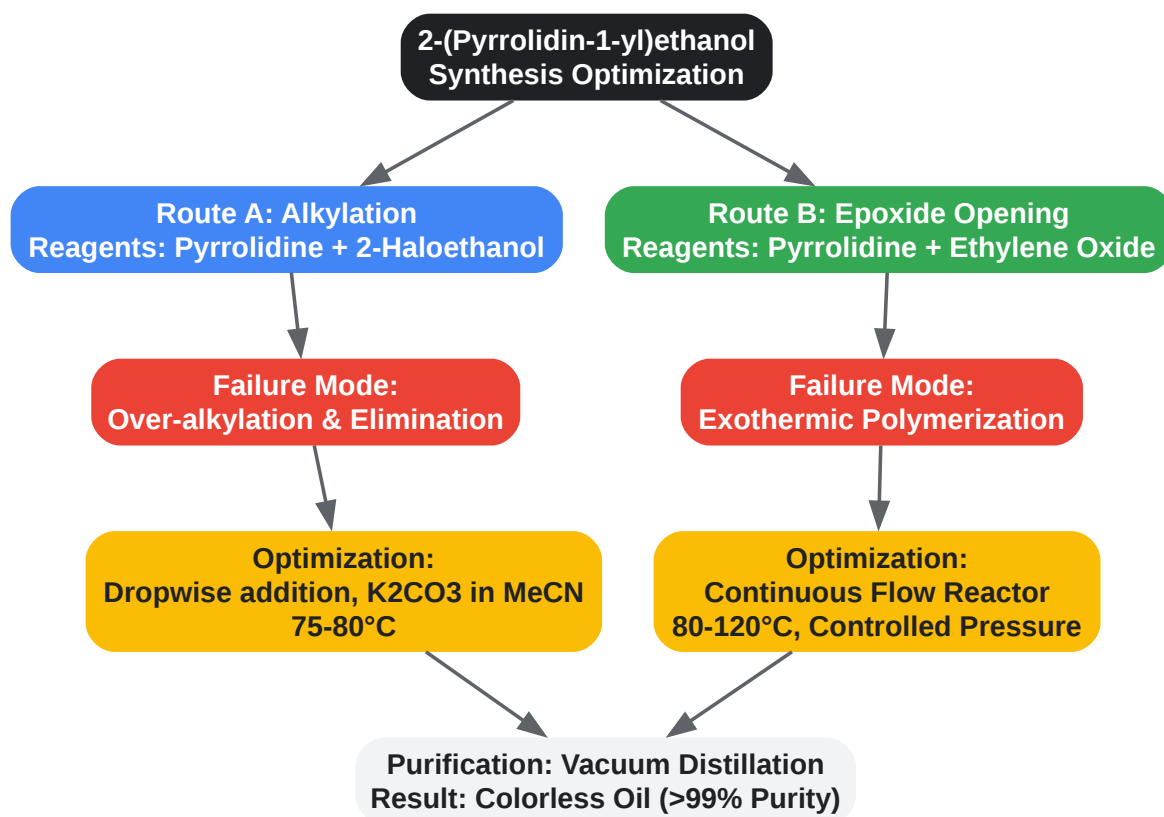 2-(Pyrrolidin-1-yl)ethanol
Synthesis Optimization
Route A: Alkylation
Reagents: Pyrrolidine + 2-Haloethanol
Route B: Epoxide Opening
Reagents: Pyrrolidine + Ethylene Oxide
Failure Mode:
Over-alkylation & Elimination
Failure Mode:
Exothermic Polymerization
Optimization:
Dropwise addition, K2CO3 in MeCN
75-80°C
Optimization:
Continuous Flow Reactor
80-120°C, Controlled Pressure
Purification: Vacuum Distillation
Result: Colorless Oil (>99% Purity)